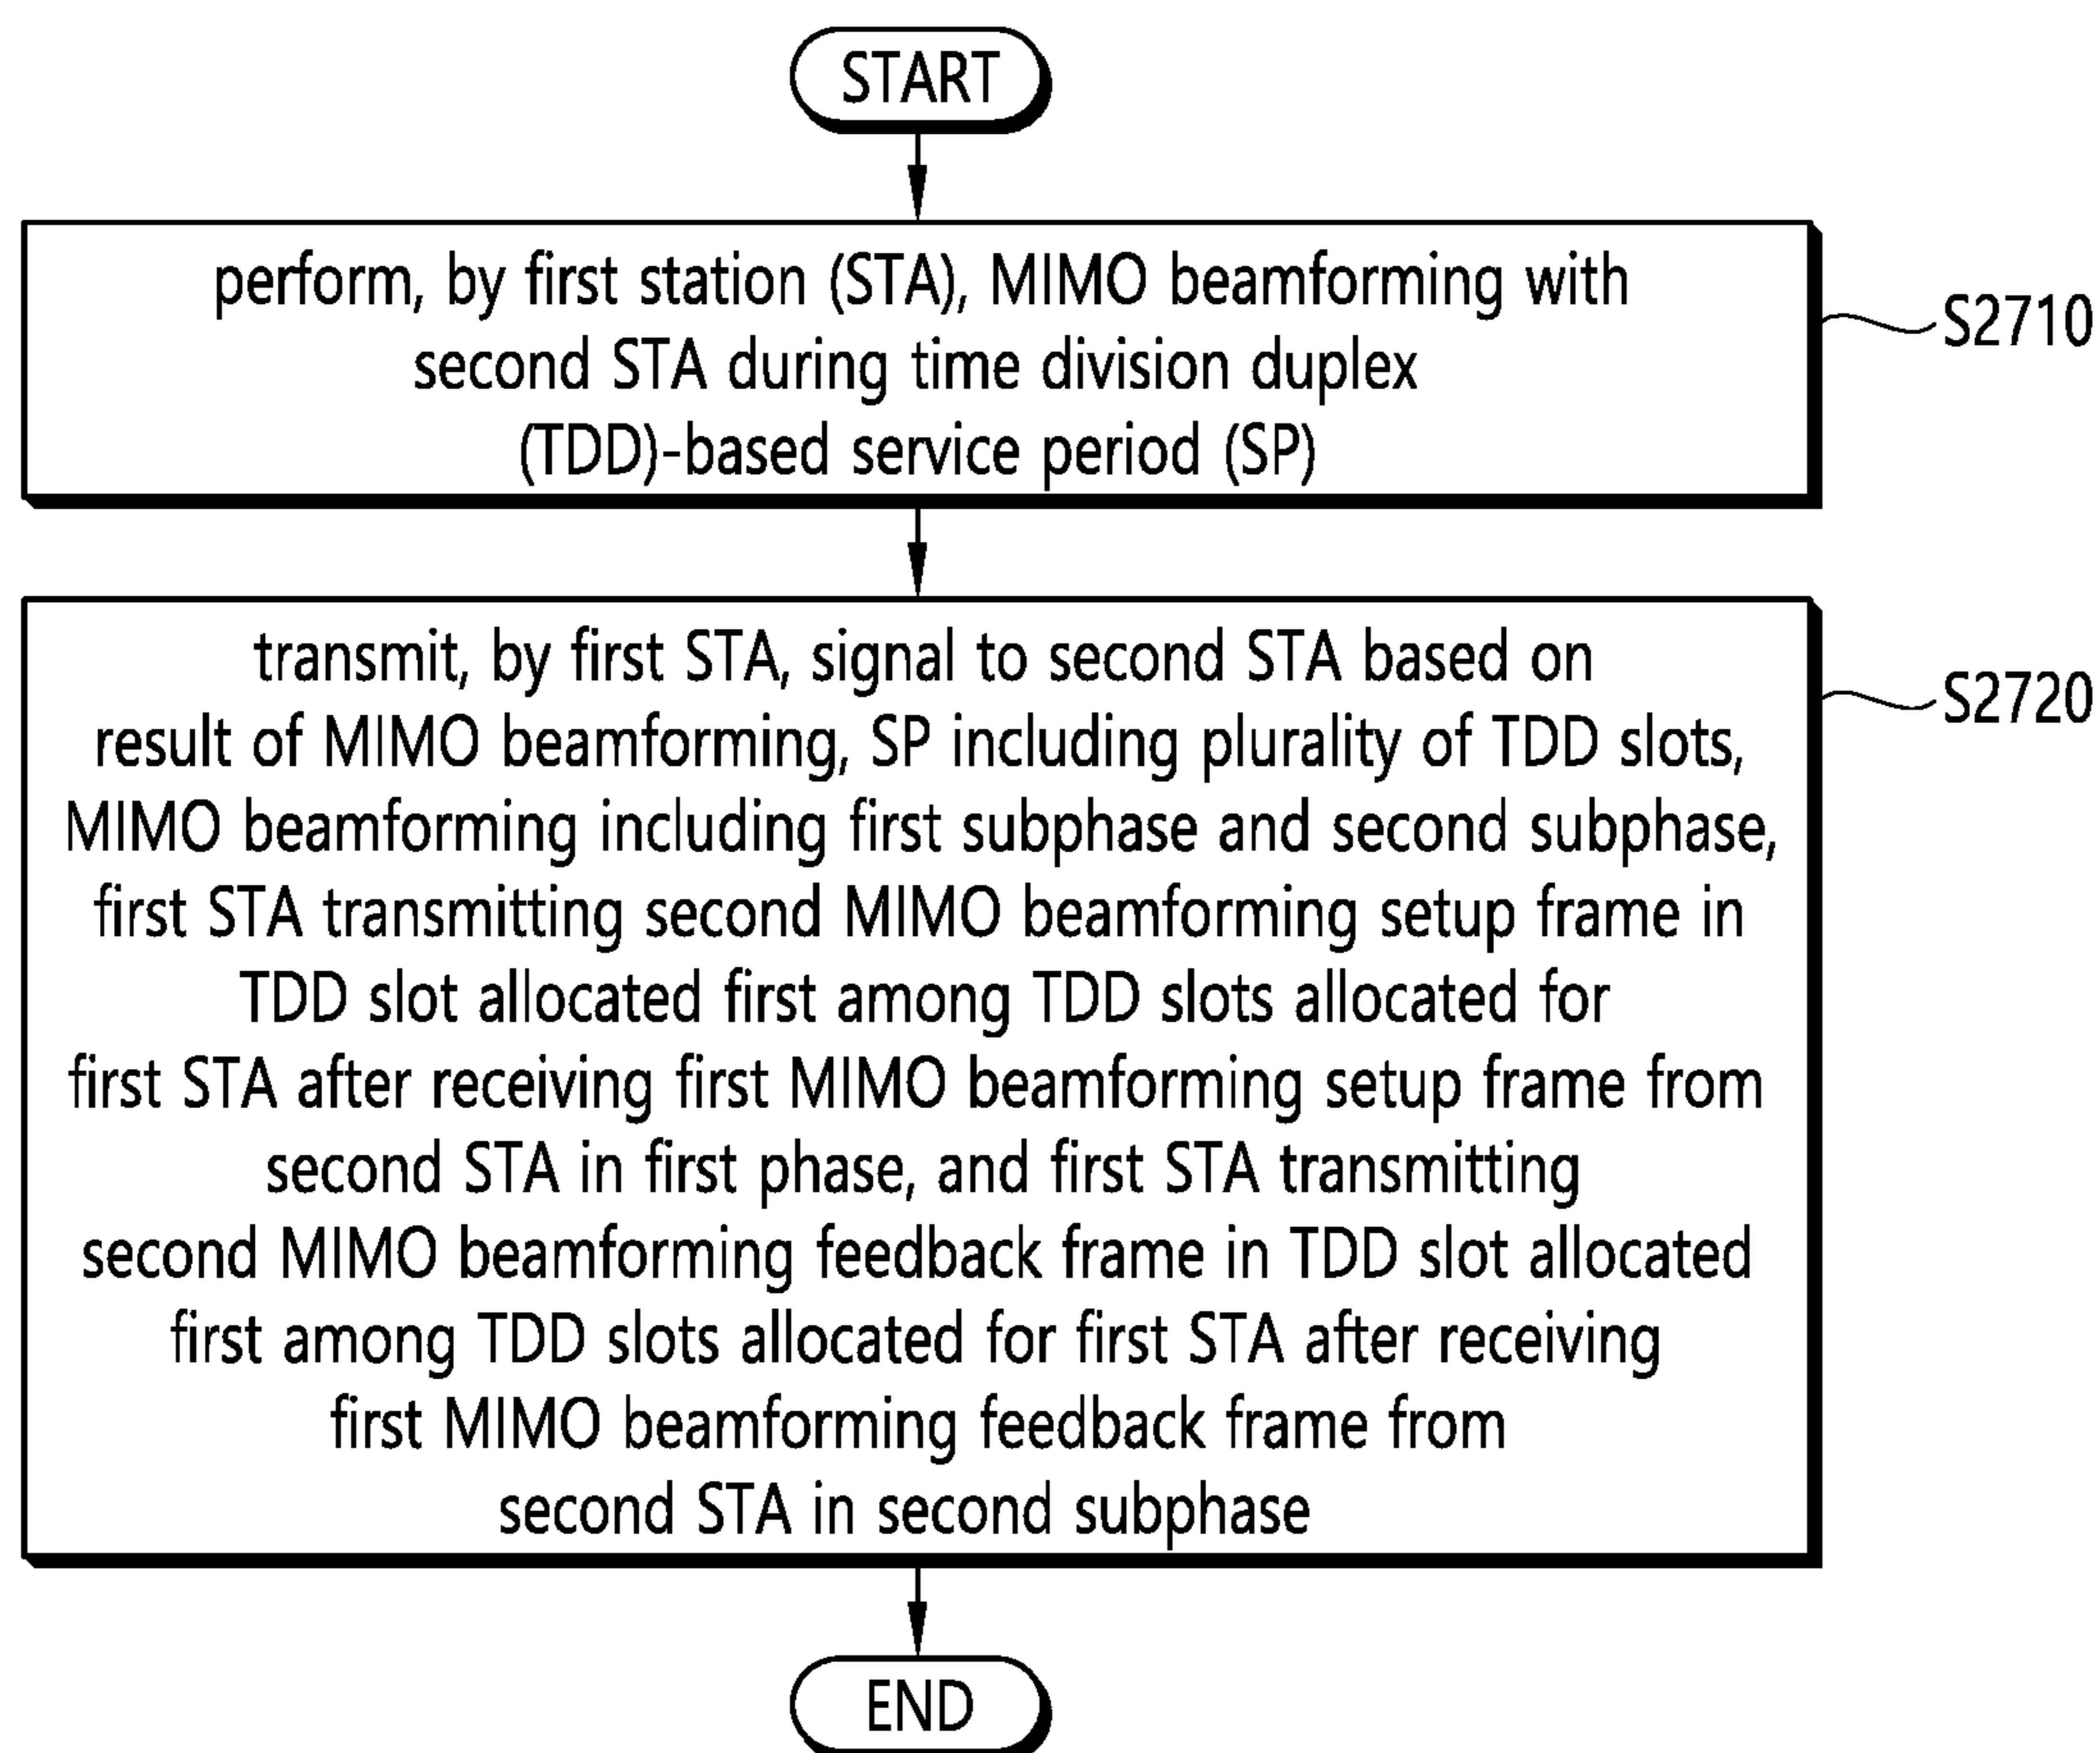 START
perform, by first station (STA), MIMO beamforming with
second STA during time division duplex
(TDD)-based service period (SP)
S2710
transmit, by first STA, signal to second STA based on
result of MIMO beamforming, SP including plurality of TDD slots,
MIMO beamforming including first subphase and second subphase,
first STA transmitting second MIMO beamforming setup frame in
TDD slot allocated first among TDD slots allocated for
first STA after receiving first MIMO beamforming setup frame from
second STA in first phase, and first STA transmitting
second MIMO beamforming feedback frame in TDD slot allocated
first among TDD slots allocated for first STA after receiving
first MIMO beamforming feedback frame from
second STA in second subphase
S2720
END